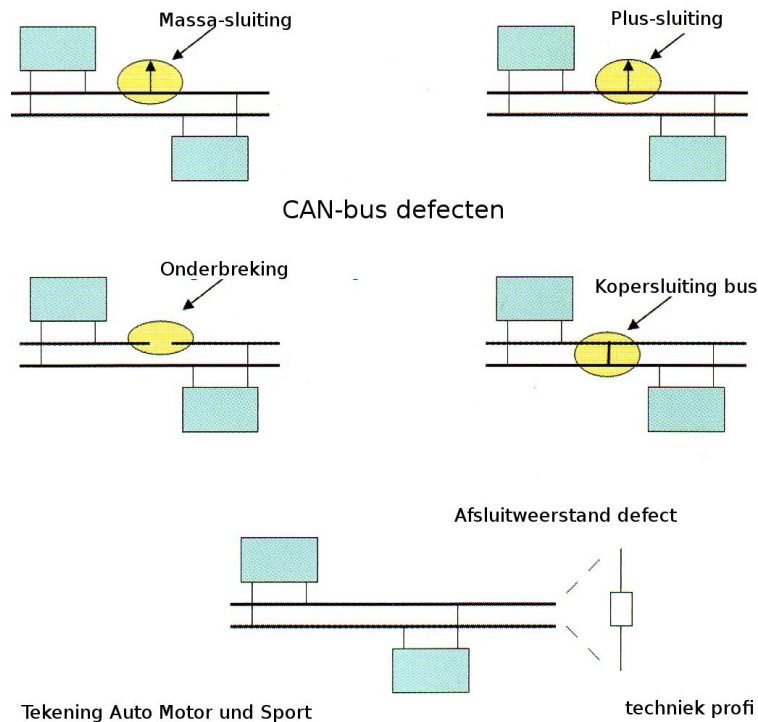 Massa-sluiting
Plus-sluiting
CAN-bus defecten
Onderbreking
Kopersluiting bus
Afsluitweerstand defect
Tekening Auto Motor und Sport
techniek profi